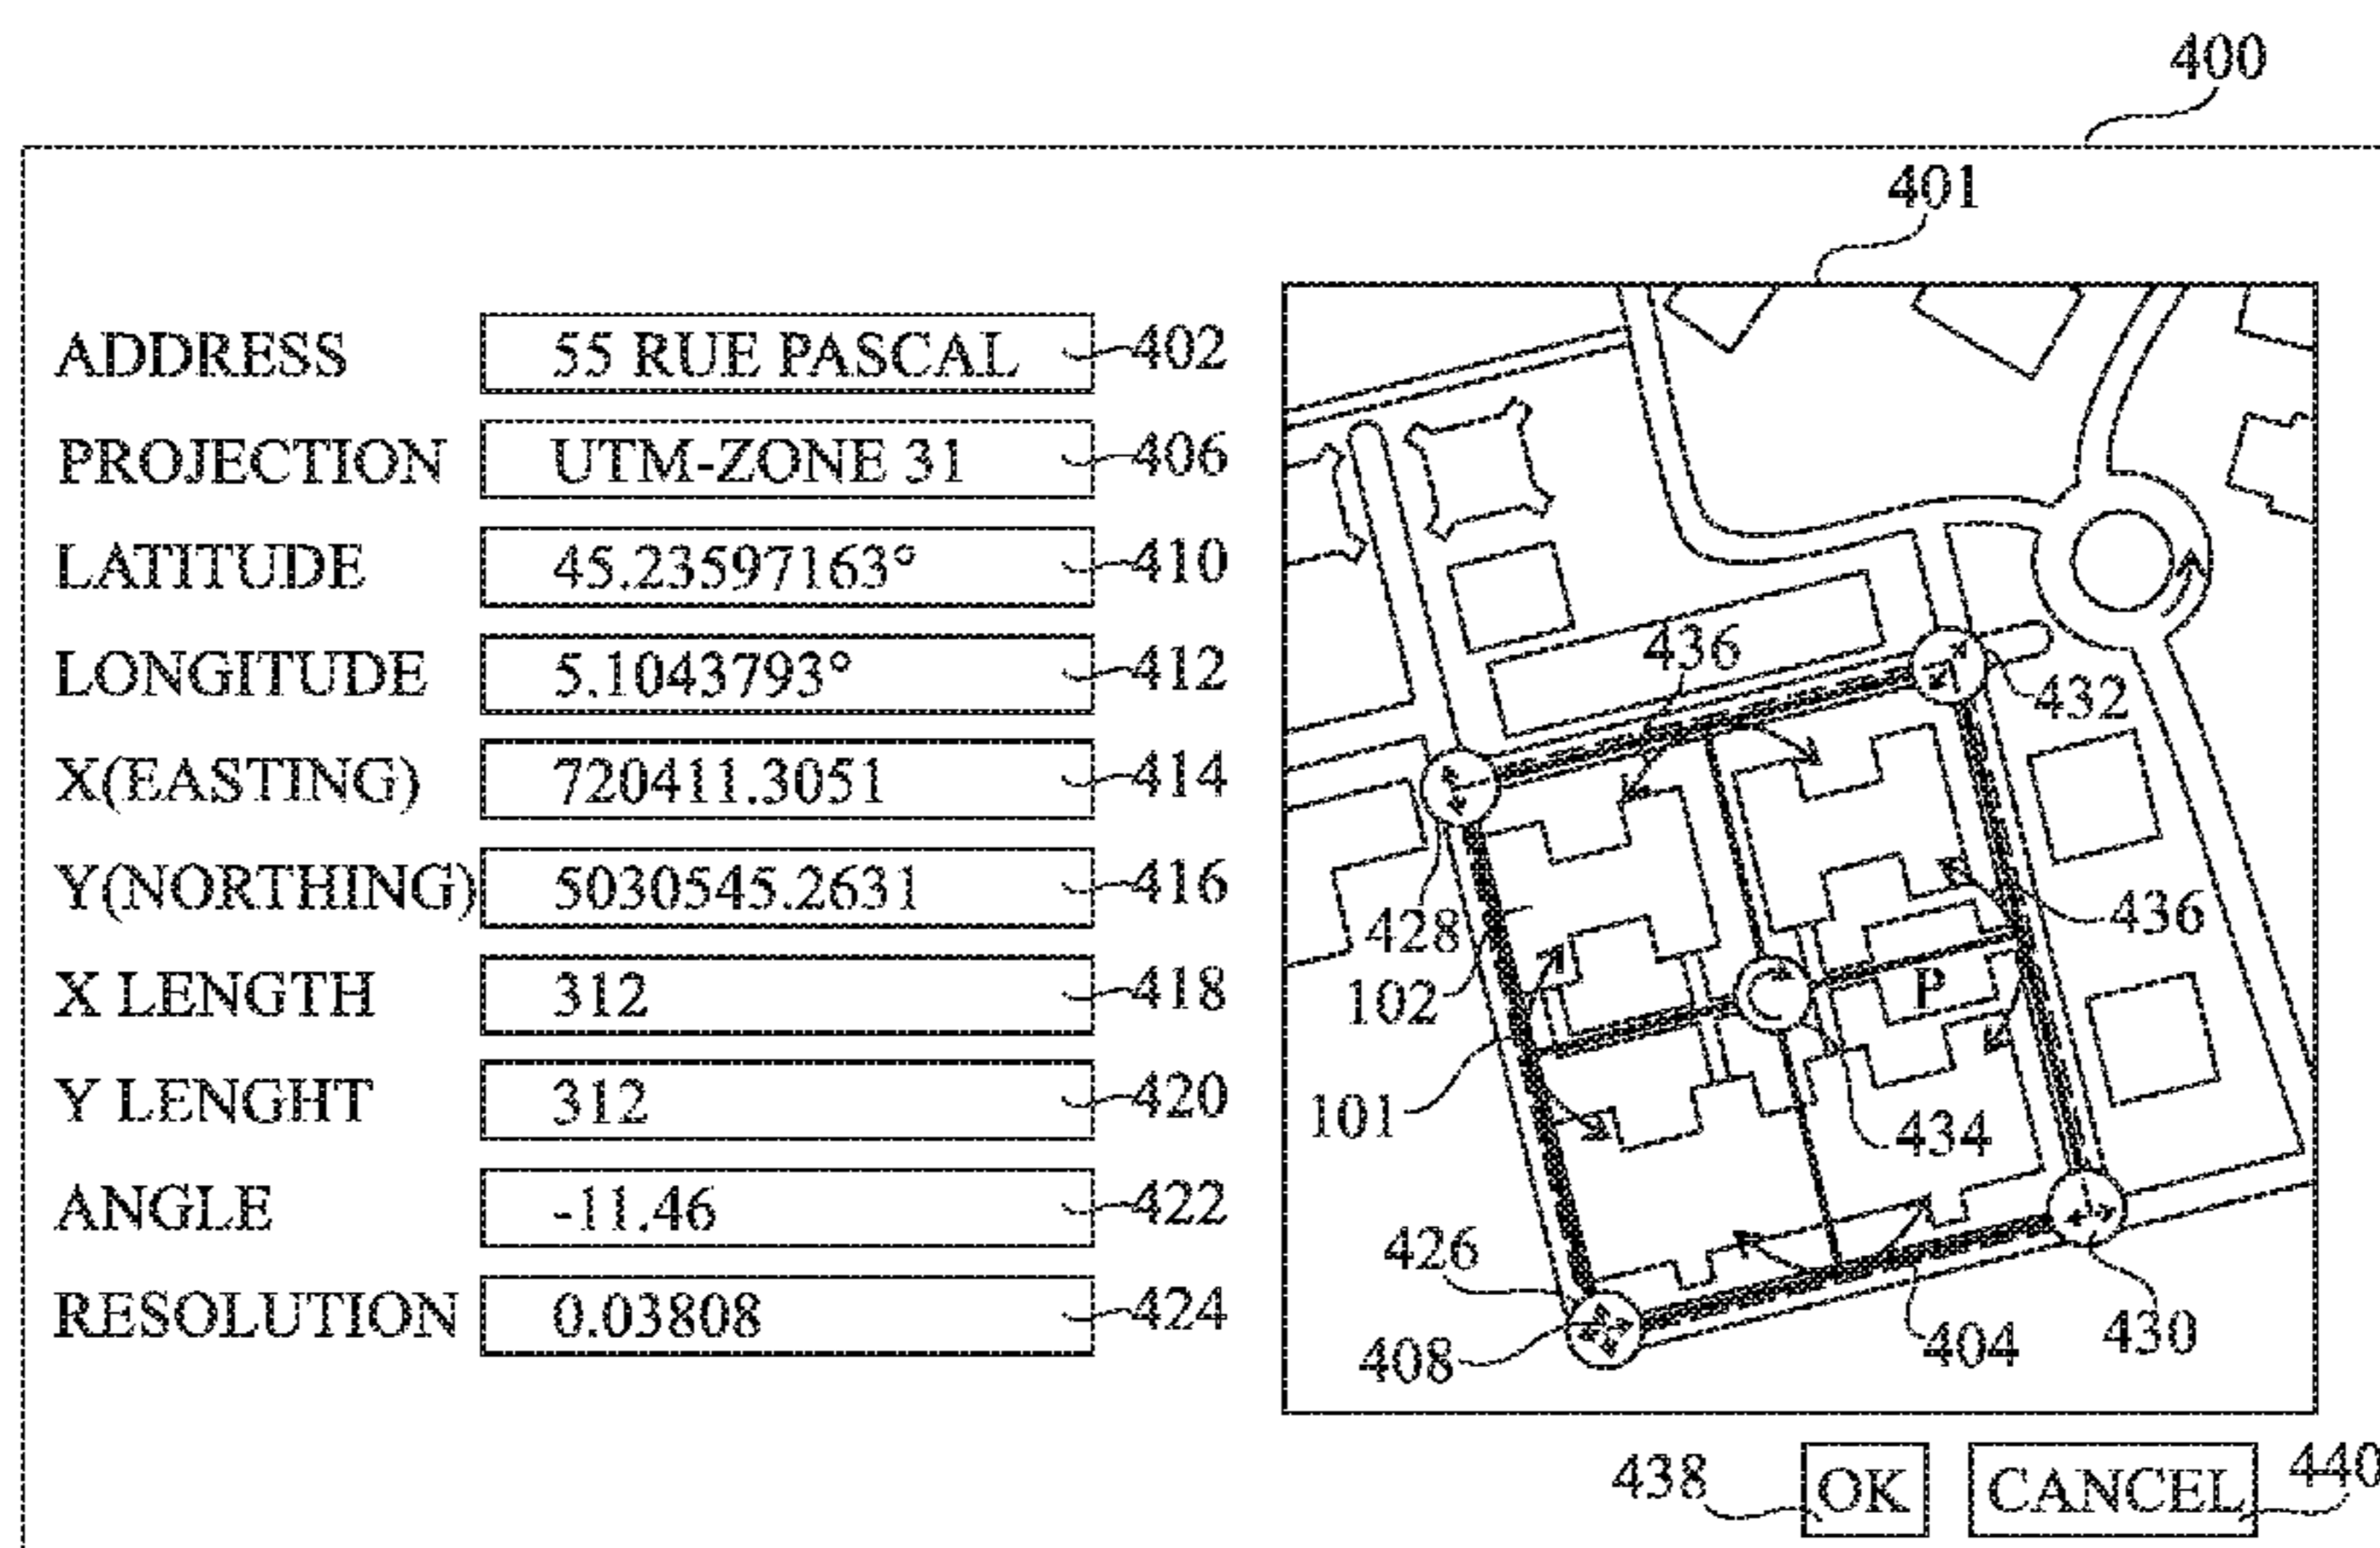 400
401
ADDRESS 55 RUE PASCAL 402
PROJECTION UTM-ZONE 31 406
LATITUDE 45.23597163° 410
LONGITUDE 5.1043793° 412
X(EASTING) 720411.3051 414
Y(NORTHING) 5030545.2631 416
X LENGTH 312 418
Y LENGHT 312 420
ANGLE -11.46 422
RESOLUTION 0.03808 424
436
432
428
436
102
P
101
434
426
430
404
408
438 OK CANCEL 440